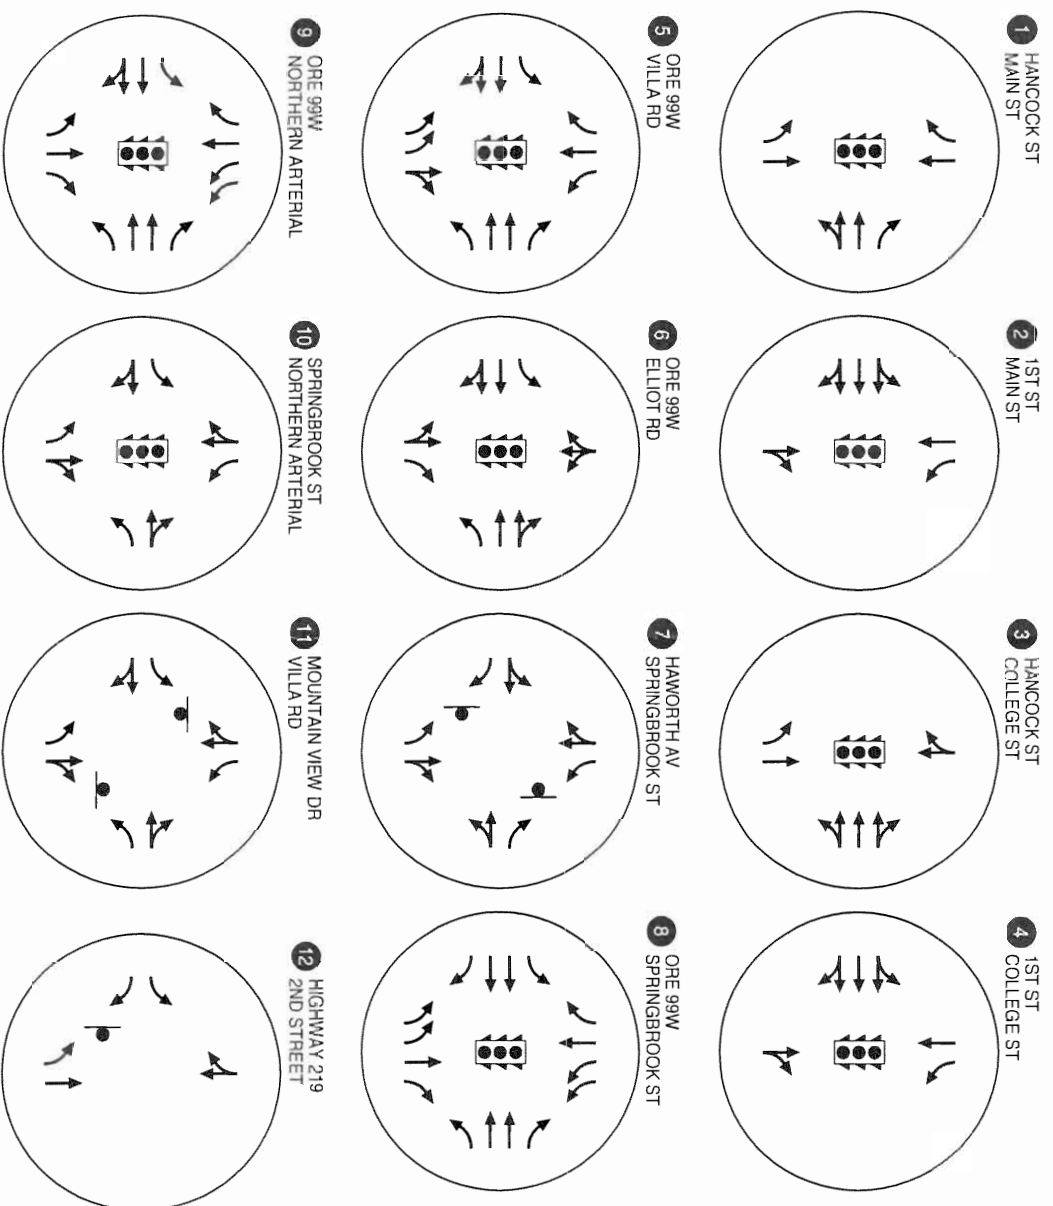 1
HANCOCK ST
MAIN ST
2
1ST ST
MAIN ST
3
HANCOCK ST
COLLEGE ST
4
1ST ST
COLLEGE ST
5
ORE 99W
VILLA RD
6
ORE 99W
ELLIOT RD
7
HAWORTH AV
SPRINGBROOK ST
8
ORE 99W
SPRINGBROOK ST
9
ORE 99W
NORTHERN ARTERIAL
10
SPRINGBROOK ST
NORTHERN ARTERIAL
11
MOUNTAIN VIEW DR
VILLA RD
12
HIGHWAY 219
2ND STREET